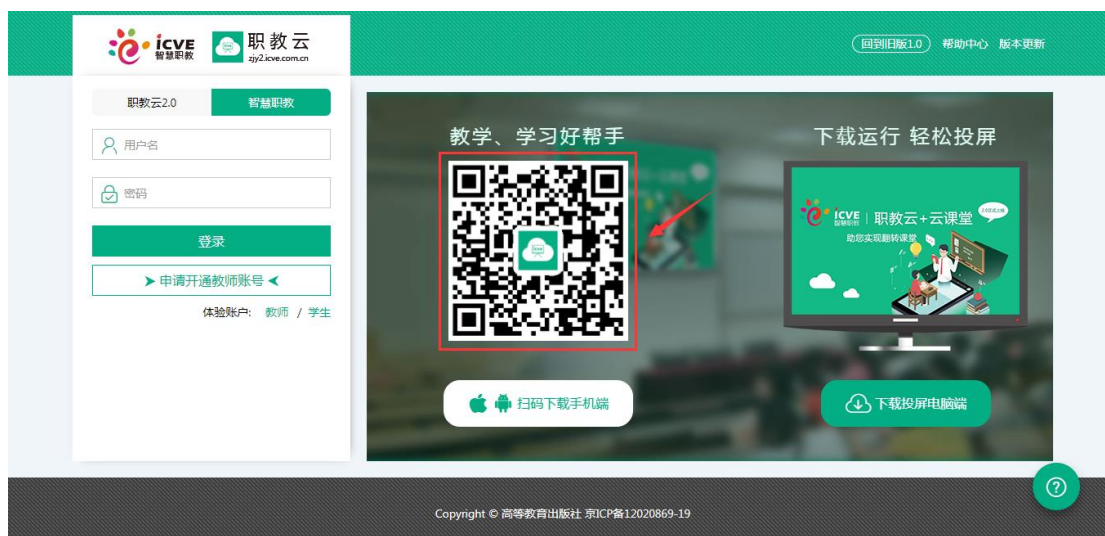 icve
智慧职教
职教云
zjy2.icve.com.cn
回到旧版1.0 帮助中心 版本更新
职教云2.0 智慧职教
用户名
密码
登录
➤ 申请开通教师账号 ➤
体验账户: 教师 / 学生
教学、学习好帮手
扫码下载手机端
下载运行 轻松投屏
icve
智慧职教
职教云+云课堂
助您实现翻转课堂
下载投屏电脑端
Copyright © 高等教育出版社 京ICP备12020869-19